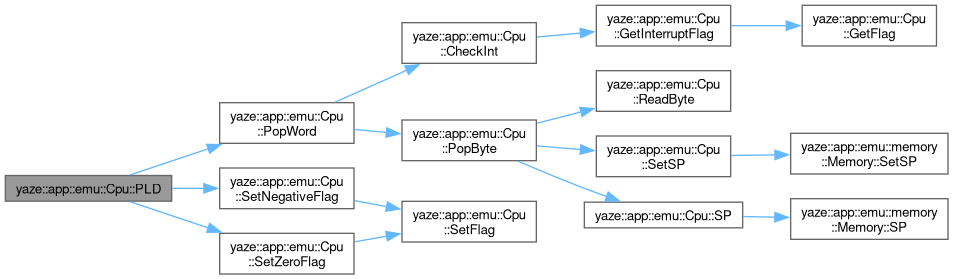 yaze::app::emu::Cpu::PLD
yaze::app::emu::Cpu
::PopWord
yaze::app::emu::Cpu
::SetNegativeFlag
yaze::app::emu::Cpu
::SetZeroFlag
yaze::app::emu::Cpu
::CheckInt
yaze::app::emu::Cpu
::PopByte
yaze::app::emu::Cpu
::SetFlag
yaze::app::emu::Cpu
::GetInterruptFlag
yaze::app::emu::Cpu
::ReadByte
yaze::app::emu::Cpu
::SetSP
yaze::app::emu::Cpu::SP
yaze::app::emu::Cpu
::GetFlag
yaze::app::emu::memory
::Memory::SetSP
yaze::app::emu::memory
::Memory::SP